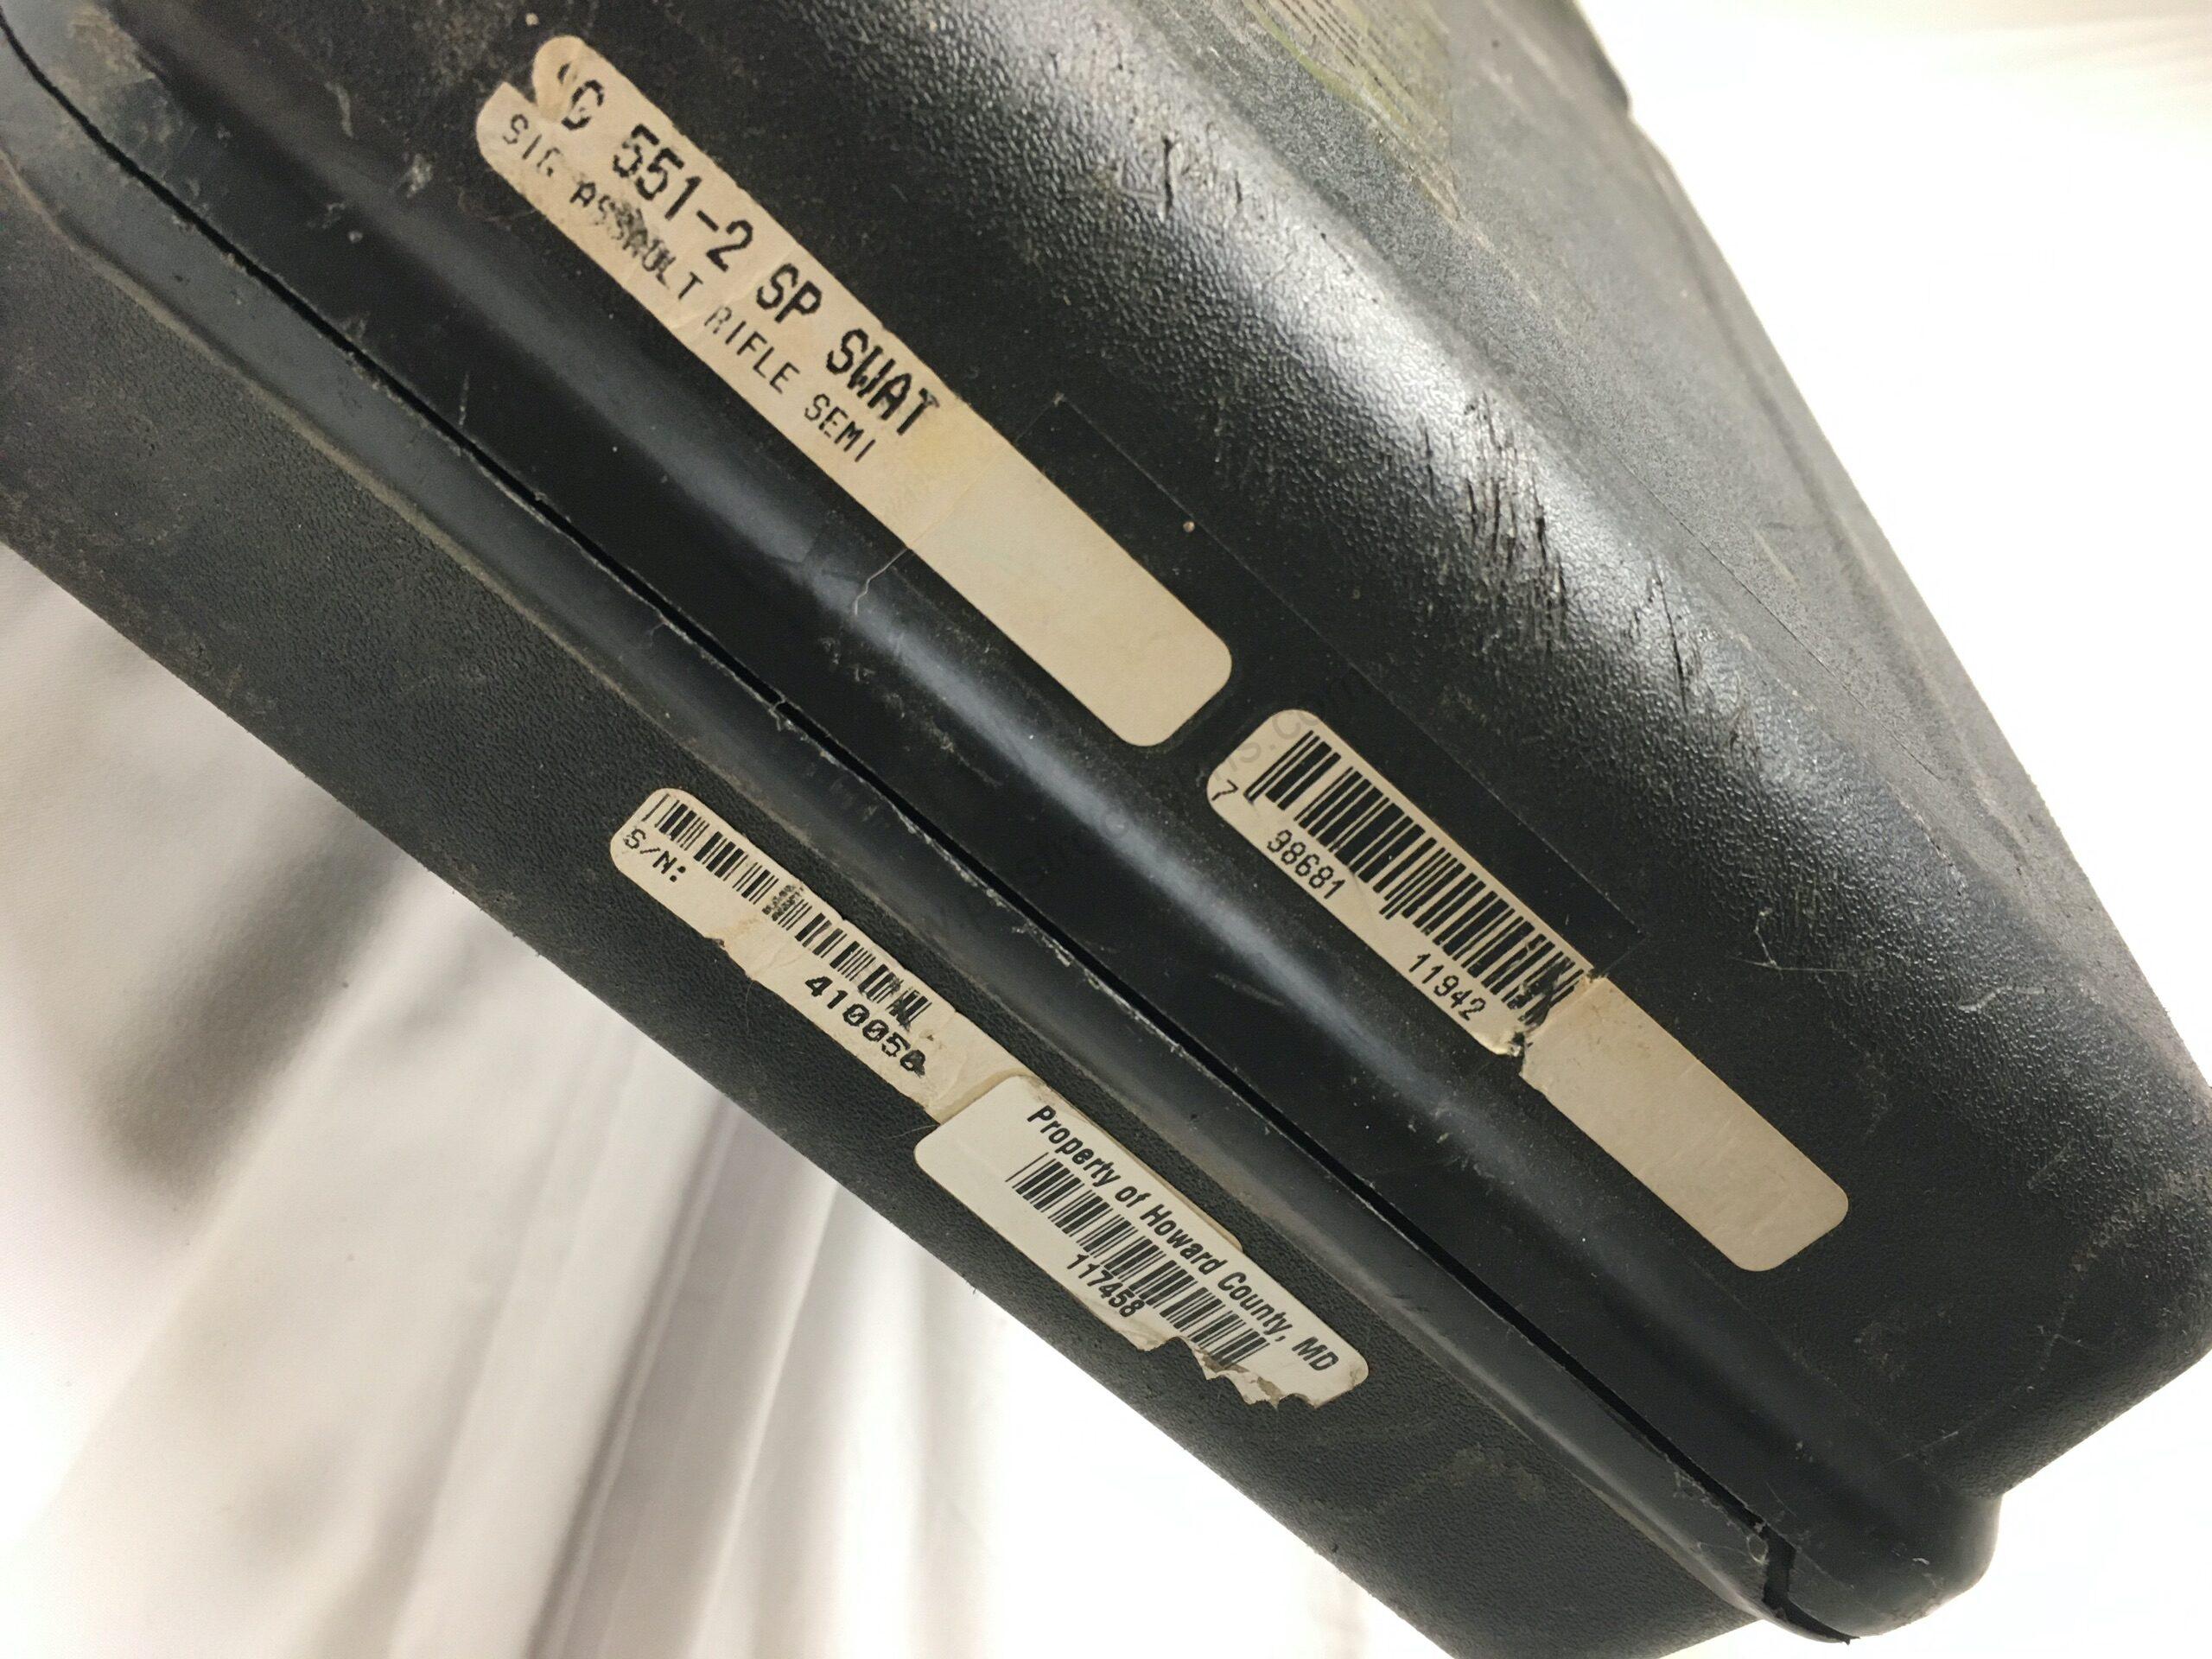 G 551-2 SP SWAT
SIG ASSAULT RIFLE SEMI
7 98681 11942
S/N: 410058
Property of Howard County, MD
117458